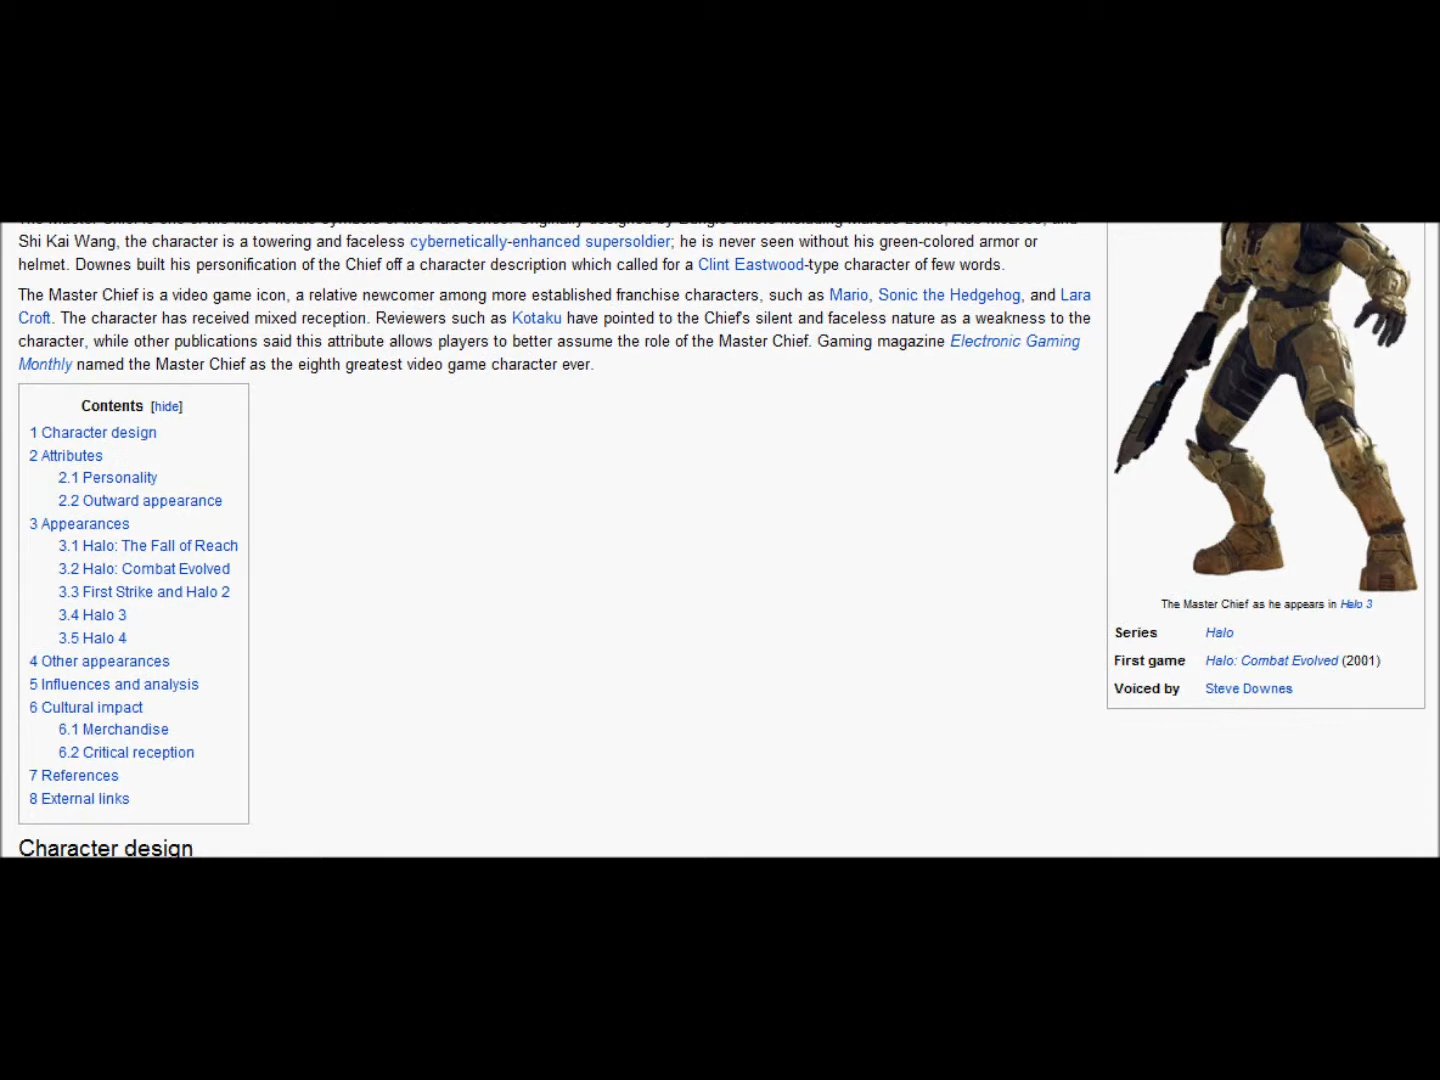 Shi Kai Wang, the character is a towering and faceless cybernetically-enhanced supersoldier; he is never seen without his green-colored armor or
helmet. Downes built his personification of the Chief off a character description which called for a Clint Eastwood-type character of few words.
The Master Chief is a video game icon, a relative newcomer among more established franchise characters, such as Mario, Sonic the Hedgehog, and Lara
Croft. The character has received mixed reception. Reviewers such as Kotaku have pointed to the Chief's silent and faceless nature as a weakness to the
character, while other publications said this attribute allows players to better assume the role of the Master Chief. Gaming magazine Electronic Gaming
Monthly named the Master Chief as the eighth greatest video game character ever.
Contents [hide]
1 Character design
2 Attributes
2.1 Personality
2.2 Outward appearance
3 Appearances
3.1 Halo: The Fall of Reach
3.2 Halo: Combat Evolved
3.3 First Strike and Halo 2
3.4 Halo 3
3.5 Halo 4
4 Other appearances
5 Influences and analysis
6 Cultural impact
6.1 Merchandise
6.2 Critical reception
7 References
8 External links
The Master Chief as he appears in Halo 3
Series Halo
First game Halo: Combat Evolved (2001)
Voiced by Steve Downes
Character design